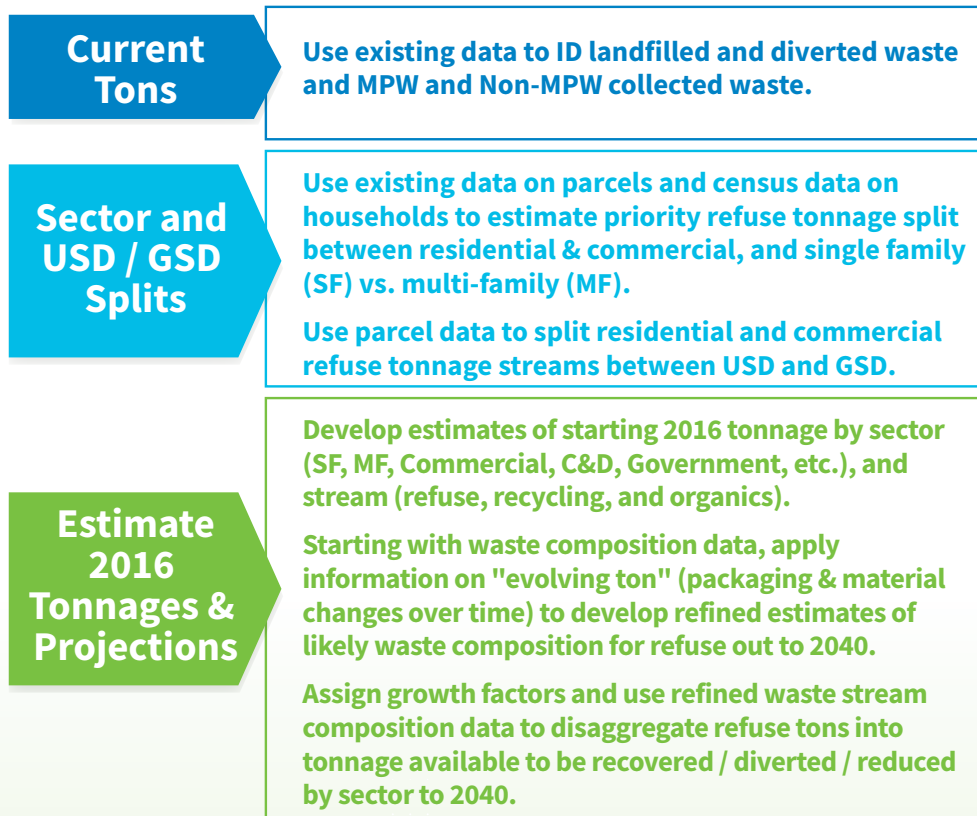 Current
Tons
Use existing data to ID landfilled and diverted waste
and MPW and Non-MPW collected waste.
Sector and
USD / GSD
Splits
Use existing data on parcels and census data on
households to estimate priority refuse tonnage split
between residential & commercial, and single family
(SF) vs. multi-family (MF).
Use parcel data to split residential and commercial
refuse tonnage streams between USD and GSD.
Estimate
2016
Tonnages &
Projections
Develop estimates of starting 2016 tonnage by sector
(SF, MF, Commercial, C&D, Government, etc.), and
stream (refuse, recycling, and organics).
Starting with waste composition data, apply
information on "evolving ton" (packaging & material
changes over time) to develop refined estimates of
likely waste composition for refuse out to 2040.
Assign growth factors and use refined waste stream
composition data to disaggregate refuse tons into
tonnage available to be recovered / diverted / reduced
by sector to 2040.